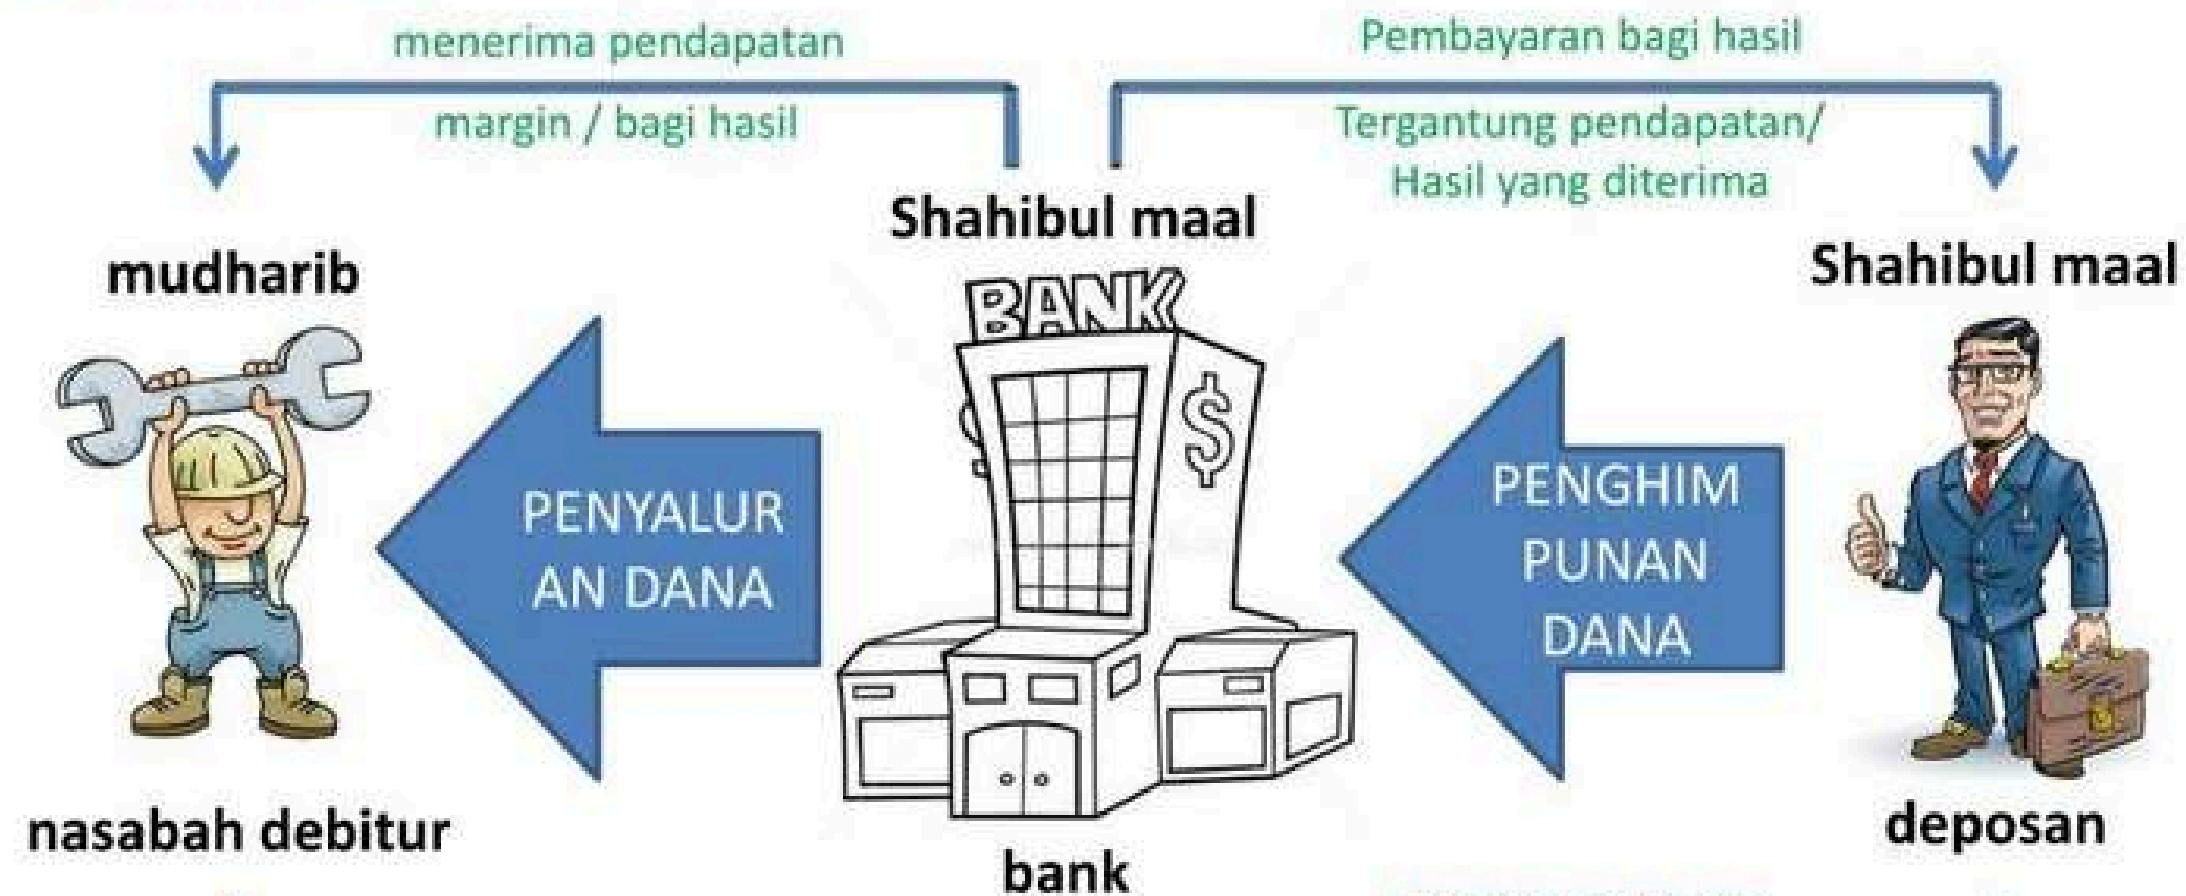 menerima pendapatan
margin / bagi hasil
Pembayaran bagi hasil
Tergantung pendapatan/
Hasil yang diterima
mudharib
Shahibul maal
Shahibul maal
BANK
$
PENYALUR
AN DANA
PENGHIM
PUNAN
DANA
nasabah debitur
bank
deposan